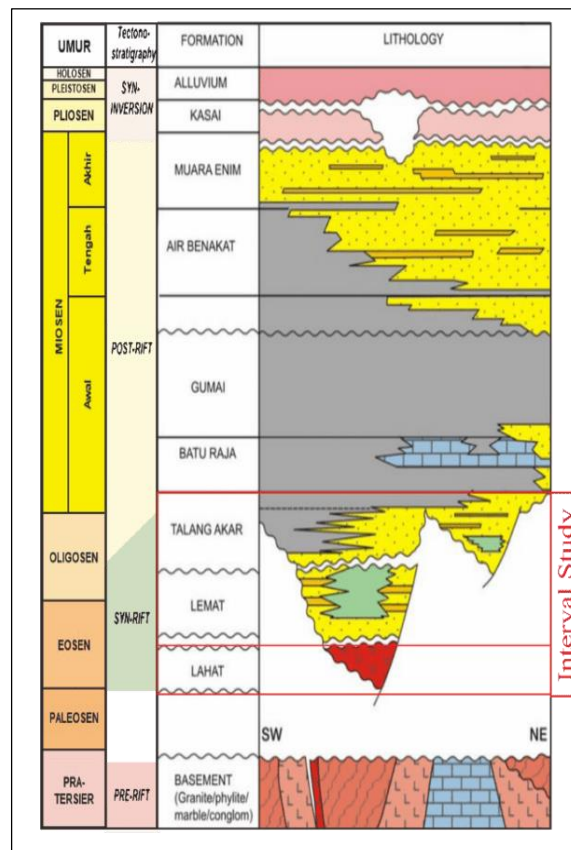 UMUR
Tectono-
stratigraphy
FORMATION
LITHOLOGY
HOLOSEN
PLEISTOSEN
PLIOSEN
MIOSEN
Akhir
Tengah
Awal
OLIGOSEN
EOSEN
PALEOSEN
PRA-
TERSIER
SYN-
INVERSION
POST-RIFT
SYN-RIFT
PRE-RIFT
ALLUVIUM
KASAI
MUARA ENIM
AIR BENAKAT
GUMAI
BATU RAJA
TALANG AKAR
LEMAT
LAHAT
BASEMENT
(Granite/phylite/
marble/conglom)
SW
NE
Interval Study